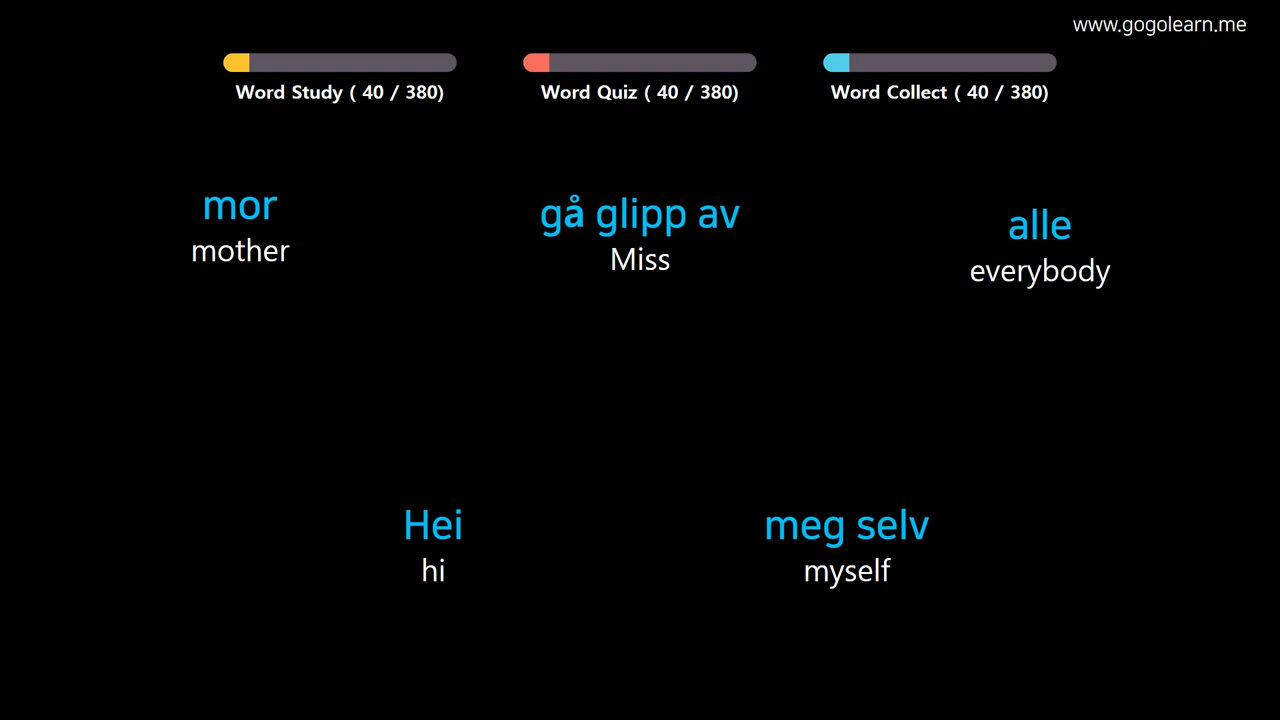 www.gogolearn.me
Word Study ( 40 / 380)
Word Quiz ( 40 / 380)
Word Collect ( 40 / 380)
mor
mother
gå glipp av
Miss
alle
everybody
Hei
hi
meg selv
myself